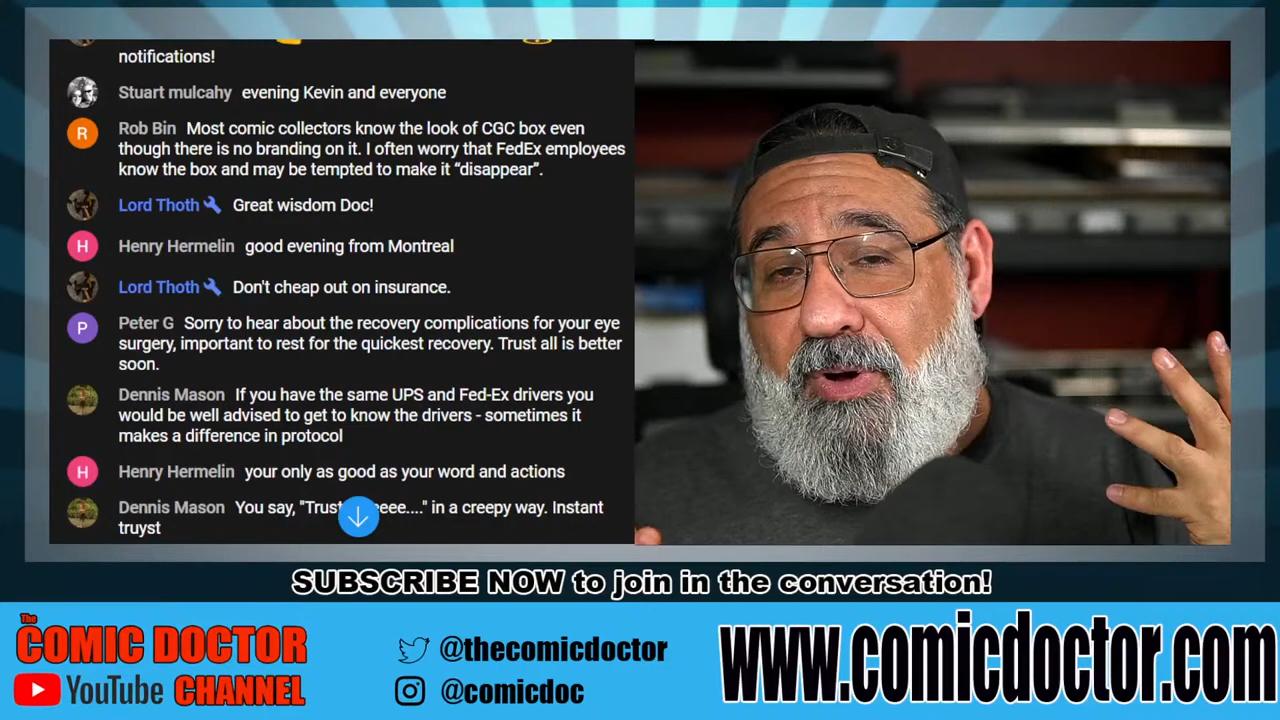 notifications!
Stuart mulcahy evening Kevin and everyone
Rob Bin Most comic collectors know the look of CGC box even
though there is no branding on it. I often worry that FedEx employees
know the box and may be tempted to make it “disappear”.
Lord Thoth Great wisdom Doc!
H
Henry Hermelin good evening from Montreal
Lord Thoth Don't cheap out on insurance.
P
Peter G Sorry to hear about the recovery complications for your eye
surgery, important to rest for the quickest recovery. Trust all is better
soon.
Dennis Mason If you have the same UPS and Fed-Ex drivers you
would be well advised to get to know the drivers - sometimes it
makes a difference in protocol
H
Henry Hermelin your only as good as your word and actions
Dennis Mason You say, "Trust eee...." in a creepy way. Instant
truyst
R
SUBSCRIBE NOW to join in the conversation!
The
COMIC DOCTOR
YouTube CHANNEL
@thecomicdoctor
@comicdoc
www.comicdoctor.com